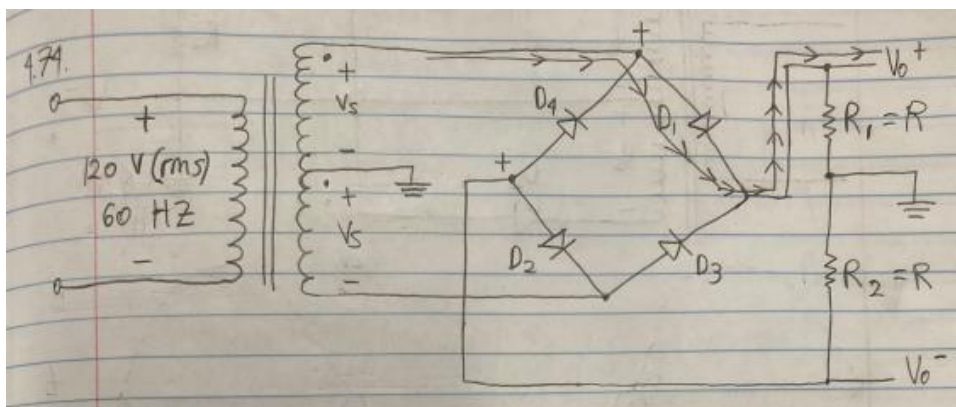 4.74.
+
120 V (rms)
60 HZ
-
+
Vs
-
+
Vs
-
+
+
D4
D1
D2
D3
Vo+
R1 = R
R2 = R
Vo-